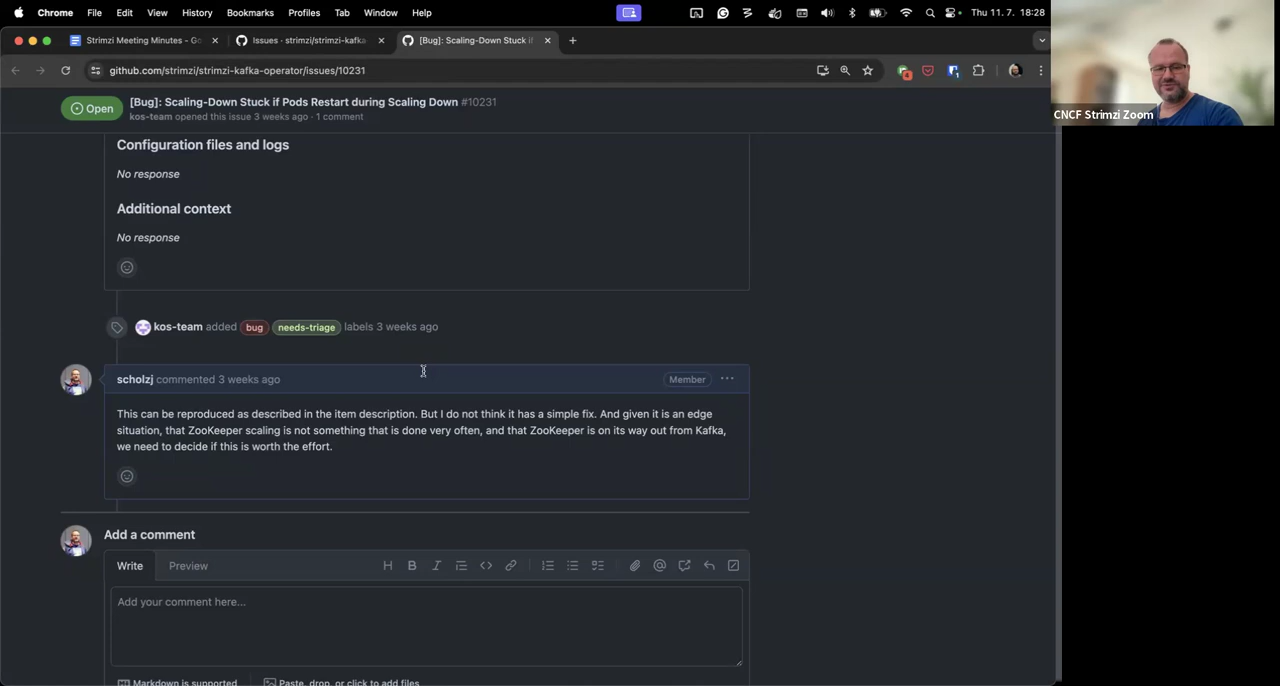 Chrome File Edit View History Bookmarks Profiles Tab Window Help Thu 11. 7. 18:28
Strimzi Meeting Minutes - Go
Issues · strimzi/strimzi-kafka
[Bug]: Scaling-Down Stuck if
github.com/strimzi/strimzi-kafka-operator/issues/10231
CNCF Strimzi Zoom
Open
[Bug]: Scaling-Down Stuck if Pods Restart during Scaling Down #10231
kos-team opened this issue 3 weeks ago · 1 comment
Configuration files and logs
No response
Additional context
No response
kos-team added bug needs-triage labels 3 weeks ago
scholzj commented 3 weeks ago
Member
This can be reproduced as described in the item description. But I do not think it has a simple fix. And given it is an edge
situation, that ZooKeeper scaling is not something that is done very often, and that ZooKeeper is on its way out from Kafka,
we need to decide if this is worth the effort.
Add a comment
Write Preview
Add your comment here...
Markdown is supported
Paste, drop, or click to add files